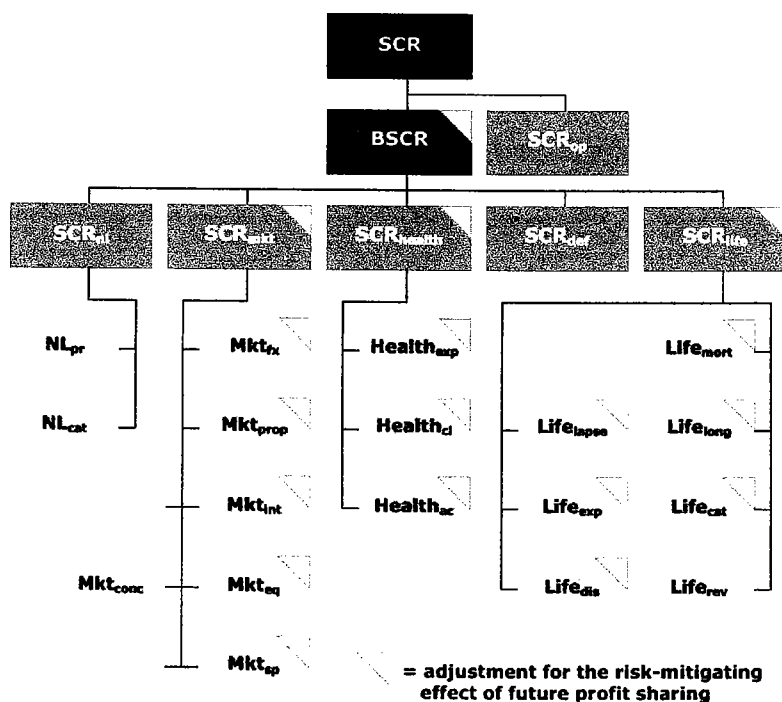 SCR
BSCR
SCRop
SCRnl
SCRmkt
SCRhealth
SCRdef
SCRlife
NLpr
Mktfx
Healthexp
Lifemort
NLcat
Mktprop
Healthcl
Lifelapse
Lifelong
Mktint
Healthac
Lifeexp
Lifecat
Mktconc
Mkteq
Lifedis
Liferev
Mktsp
= adjustment for the risk-mitigating
effect of future profit sharing